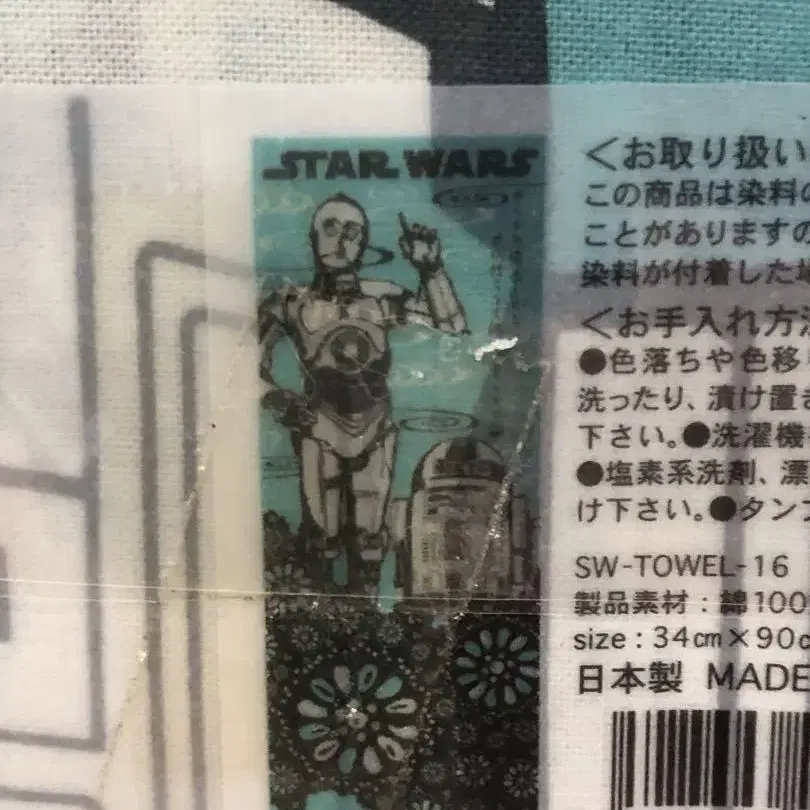 STAR WARS
<お取り扱い
この商品は染料
ことがありますの
染料が付着した
<お手入れ方法
●色落ちや色移
洗ったり、漬け置き
下さい。●洗濯機
●塩素系洗剤、漂
け下さい。●タン
SW-TOWEL-16
製品素材:綿100
size:34cm×90c
日本製 MADE